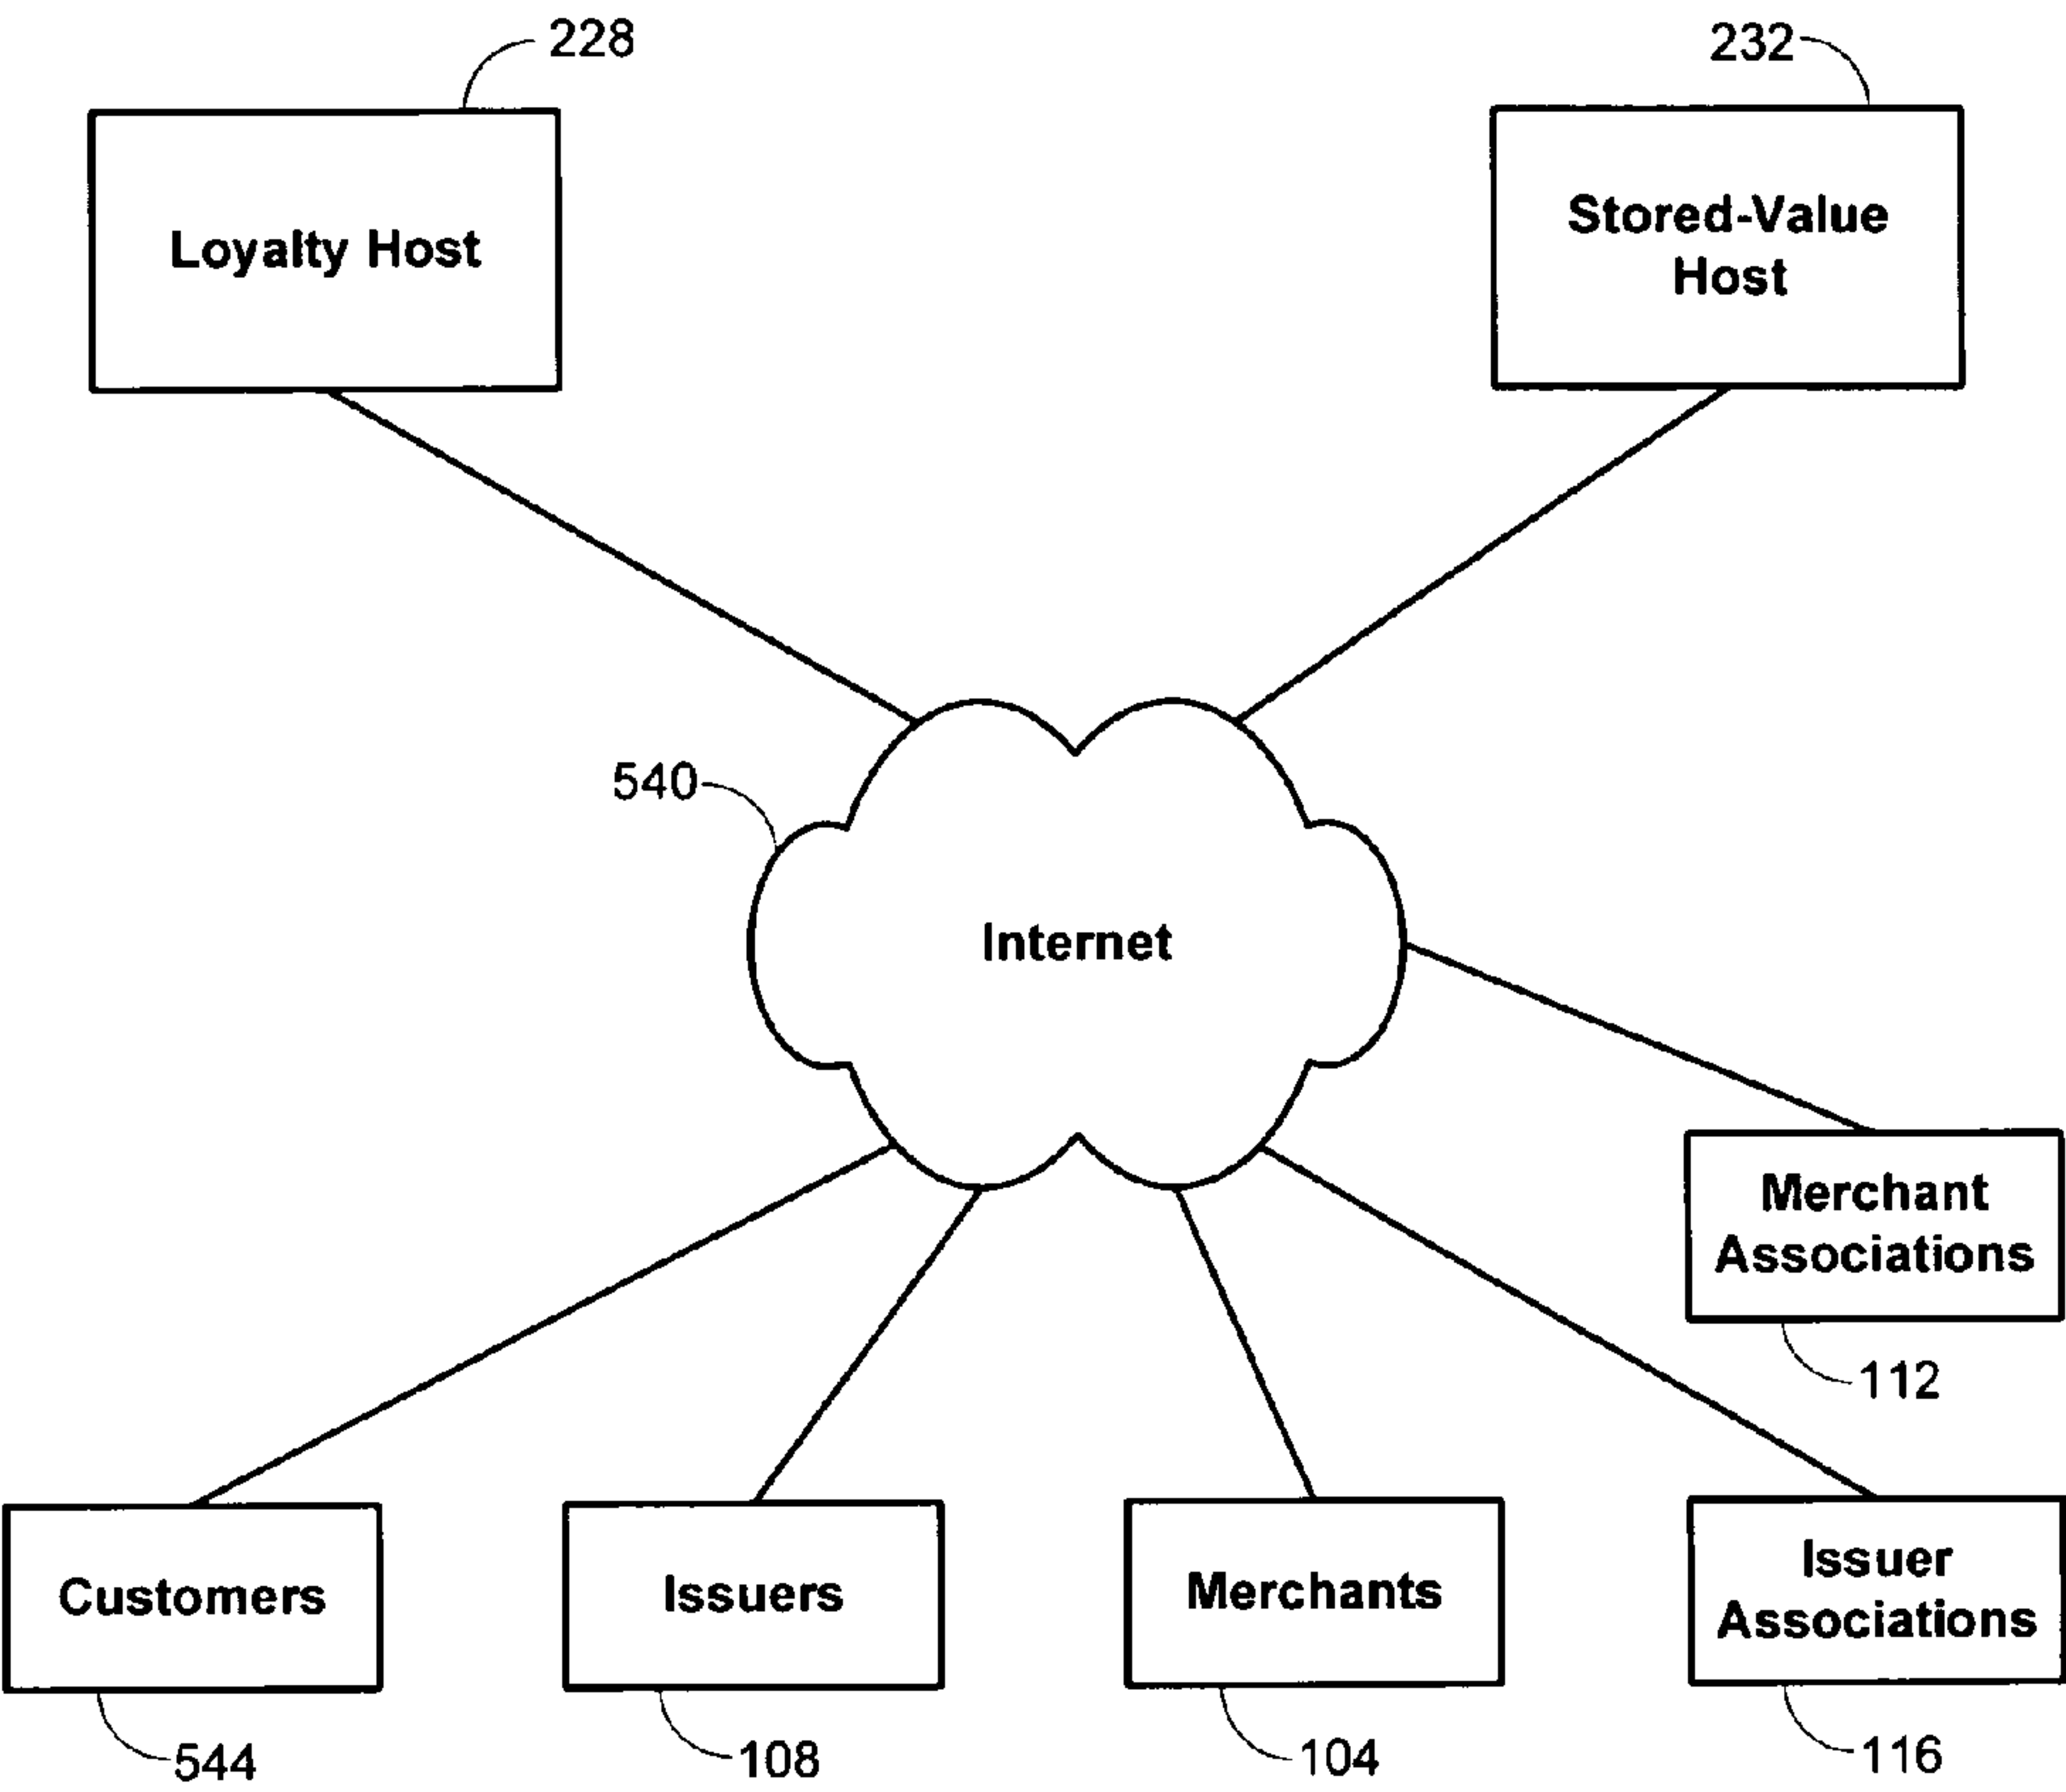 228
232
Loyalty Host
Stored-Value
Host
540
Internet
Merchant
Associations
112
Customers
Issuers
Merchants
Issuer
Associations
544
108
104
116